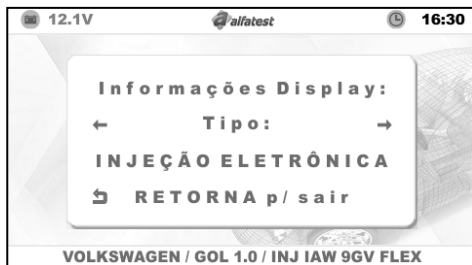 12.1V alfatest 16:30
Informações Display:
← Tipo: →
INJEÇÃO ELETRÔNICA
RETORNA p/ sair
VOLKSWAGEN / GOL 1.0 / INJ IAW 9GV FLEX